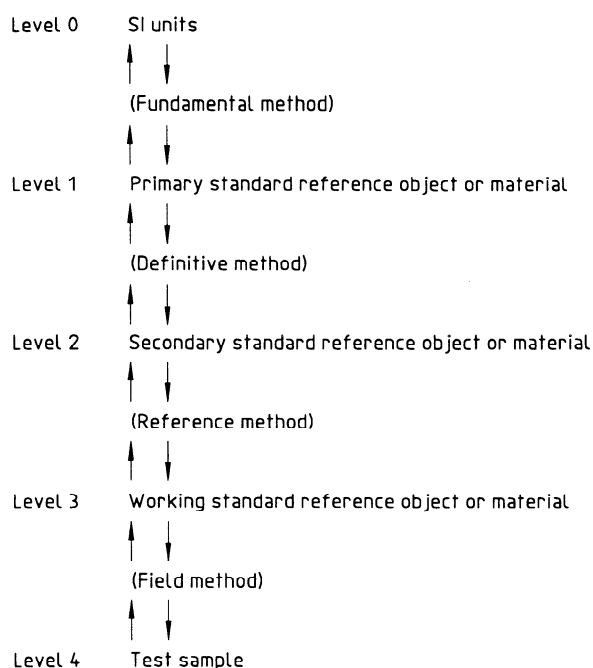 Level 0 SI units
(Fundamental method)
Level 1 Primary standard reference object or material
(Definitive method)
Level 2 Secondary standard reference object or material
(Reference method)
Level 3 Working standard reference object or material
(Field method)
Level 4 Test sample